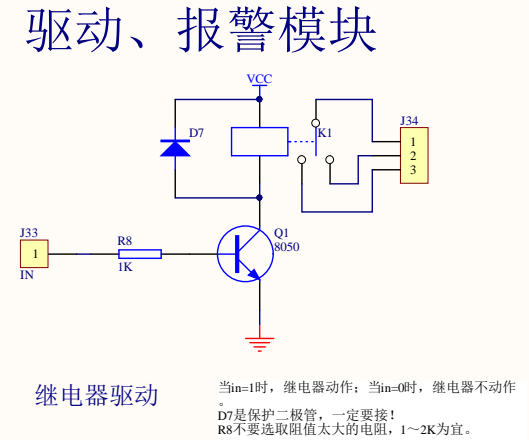 驱动、报警模块
VCC
D7
K1
J34
1
2
3
J33
1
IN
R8
1K
Q1
8050
继电器驱动
当in=1时，继电器动作；当in=0时，继电器不动作
。
D7是保护二极管，一定要接！
R8不要选取阻值太大的电阻，1～2K为宜。